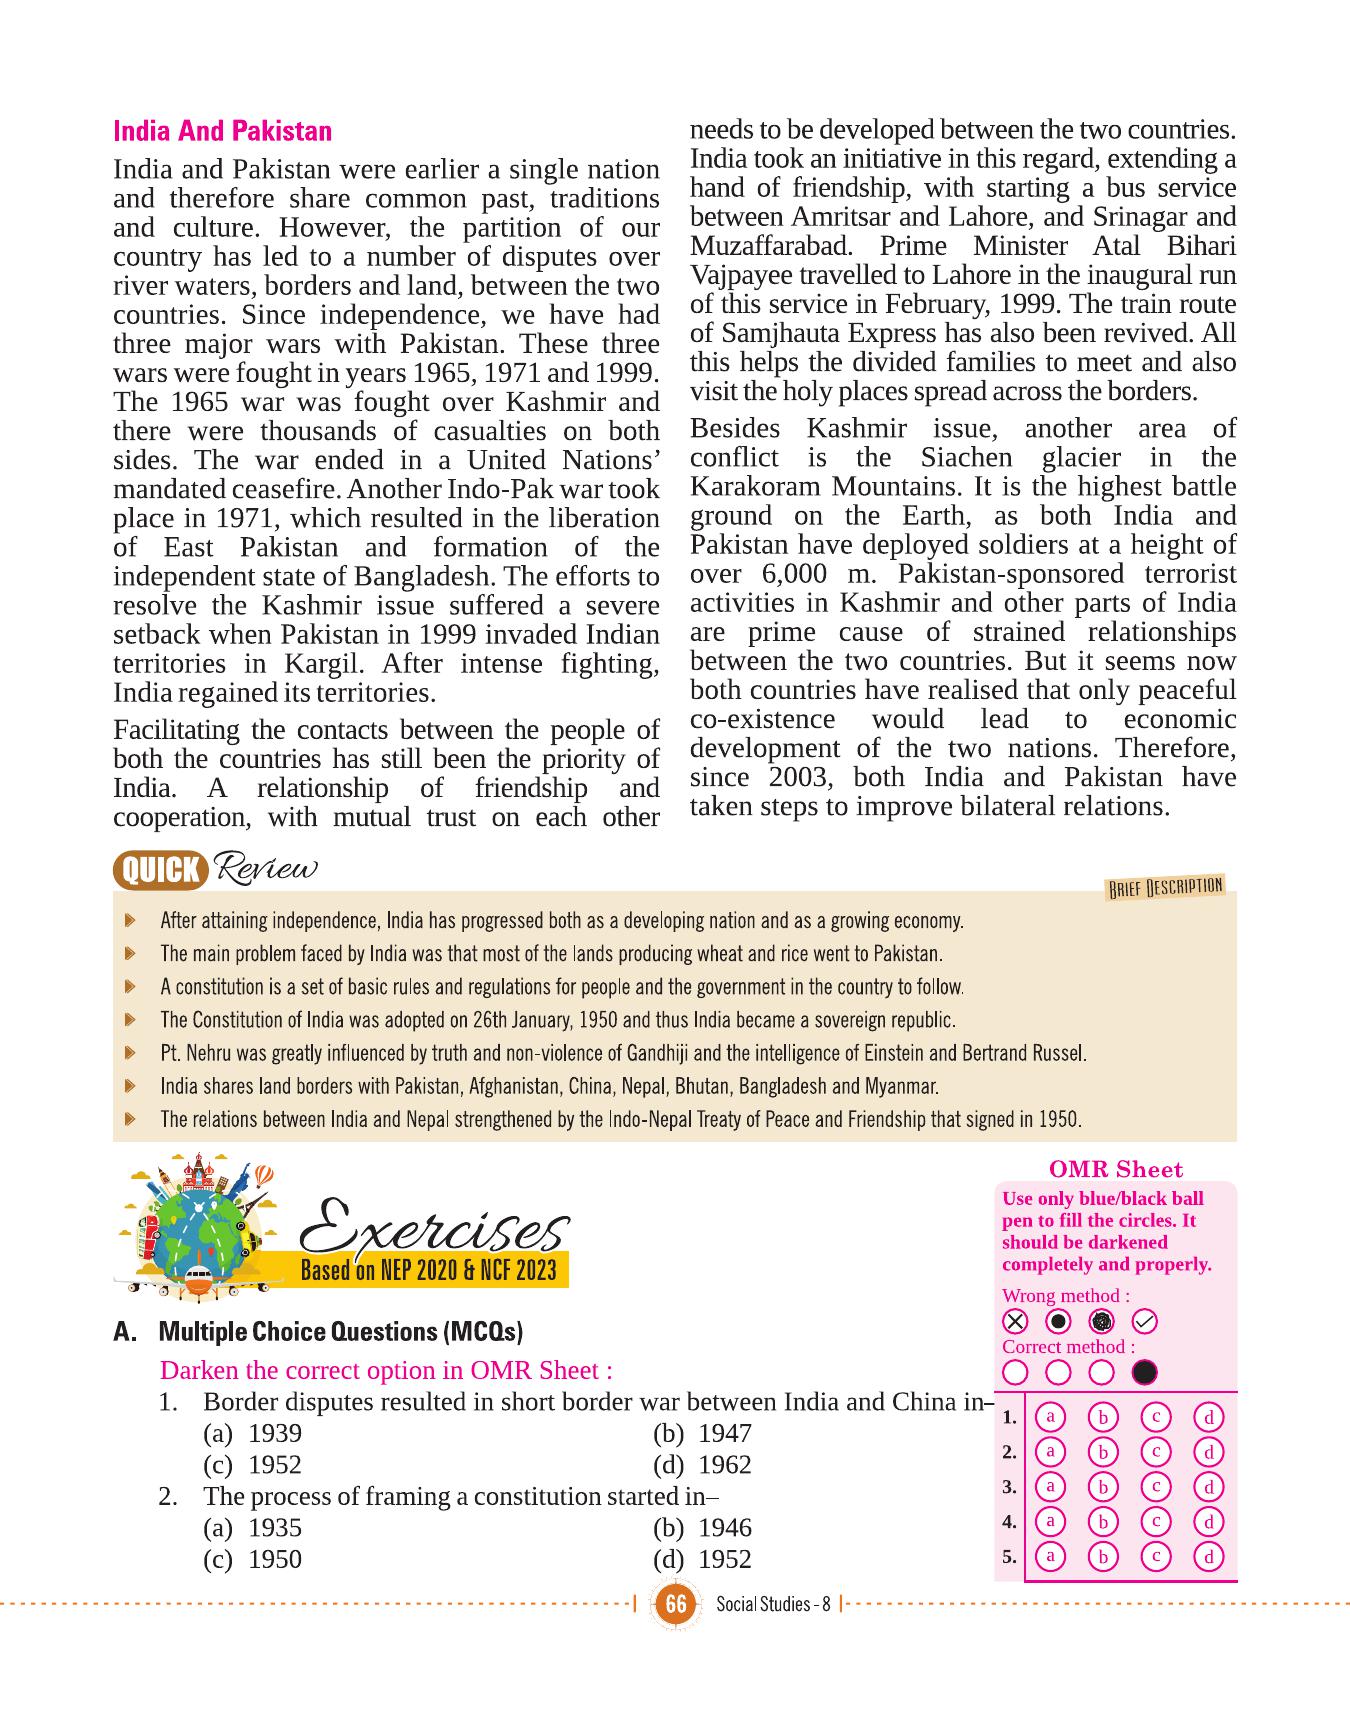 India And Pakistan
India and Pakistan were earlier a single nation
and therefore share common past, traditions
and culture. However, the partition of our
country has led to a number of disputes over
river waters, borders and land, between the two
countries. Since independence, we have had
three major wars with Pakistan. These three
wars were fought in years 1965, 1971 and 1999.
The 1965 war was fought over Kashmir and
there were thousands of casualties on both
sides. The war ended in a United Nations’
mandated ceasefire. Another Indo-Pak war took
place in 1971, which resulted in the liberation
of East Pakistan and formation of the
independent state of Bangladesh. The efforts to
resolve the Kashmir issue suffered a severe
setback when Pakistan in 1999 invaded Indian
territories in Kargil. After intense fighting,
India regained its territories.
Facilitating the contacts between the people of
both the countries has still been the priority of
India. A relationship of friendship and
cooperation, with mutual trust on each other
needs to be developed between the two countries.
India took an initiative in this regard, extending a
hand of friendship, with starting a bus service
between Amritsar and Lahore, and Srinagar and
Muzaffarabad. Prime Minister Atal Bihari
Vajpayee travelled to Lahore in the inaugural run
of this service in February, 1999. The train route
of Samjhauta Express has also been revived. All
this helps the divided families to meet and also
visit the holy places spread across the borders.
Besides Kashmir issue, another area of
conflict is the Siachen glacier in the
Karakoram Mountains. It is the highest battle
ground on the Earth, as both India and
Pakistan have deployed soldiers at a height of
over 6,000 m. Pakistan-sponsored terrorist
activities in Kashmir and other parts of India
are prime cause of strained relationships
between the two countries. But it seems now
both countries have realised that only peaceful
co-existence would lead to economic
development of the two nations. Therefore,
since 2003, both India and Pakistan have
taken steps to improve bilateral relations.
QUICK Review
BRIEF DESCRIPTION
After attaining independence, India has progressed both as a developing nation and as a growing economy.
The main problem faced by India was that most of the lands producing wheat and rice went to Pakistan.
A constitution is a set of basic rules and regulations for people and the government in the country to follow.
The Constitution of India was adopted on 26th January, 1950 and thus India became a sovereign republic.
Pt. Nehru was greatly influenced by truth and non-violence of Gandhiji and the intelligence of Einstein and Bertrand Russel.
India shares land borders with Pakistan, Afghanistan, China, Nepal, Bhutan, Bangladesh and Myanmar.
The relations between India and Nepal strengthened by the Indo-Nepal Treaty of Peace and Friendship that signed in 1950.
Exercises
Based on NEP 2020 & NCF 2023
A. Multiple Choice Questions (MCQs)
Darken the correct option in OMR Sheet :
1. Border disputes resulted in short border war between India and China in–
(a) 1939 (b) 1947
(c) 1952 (d) 1962
2. The process of framing a constitution started in–
(a) 1935 (b) 1946
(c) 1950 (d) 1952
OMR Sheet
Use only blue/black ball
pen to fill the circles. It
should be darkened
completely and properly.
Wrong method :
Correct method :
1. a b c d
2. a b c d
3. a b c d
4. a b c d
5. a b c d
66 Social Studies - 8